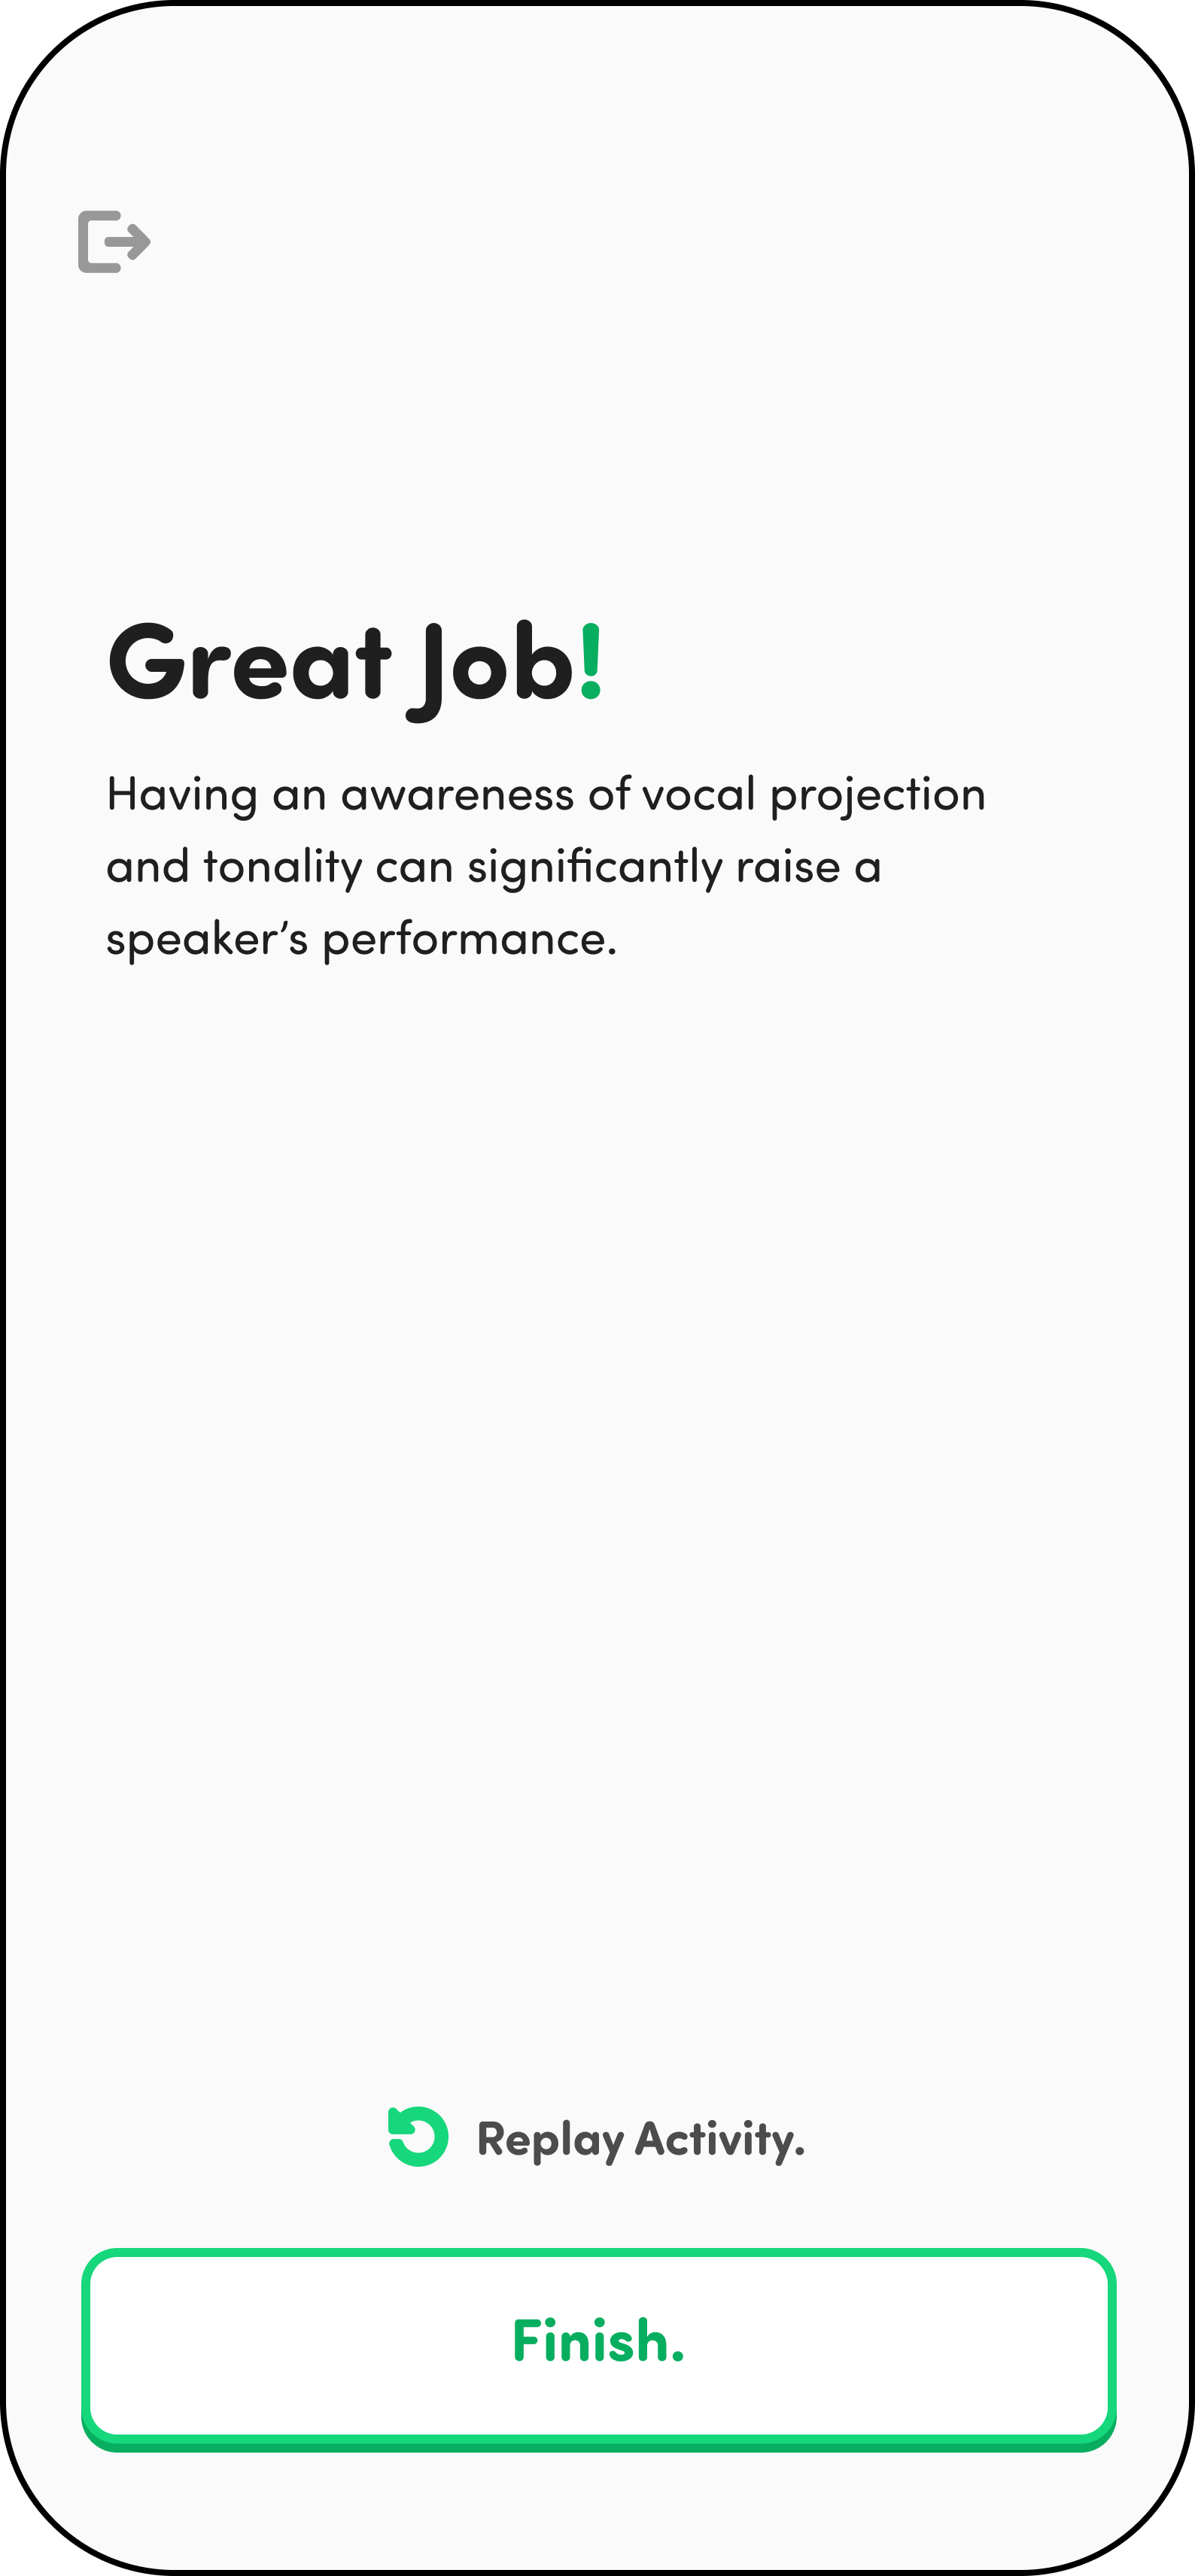 Great Job!
Having an awareness of vocal projection
and tonality can significantly raise a
speaker’s performance.
Replay Activity.
Finish.